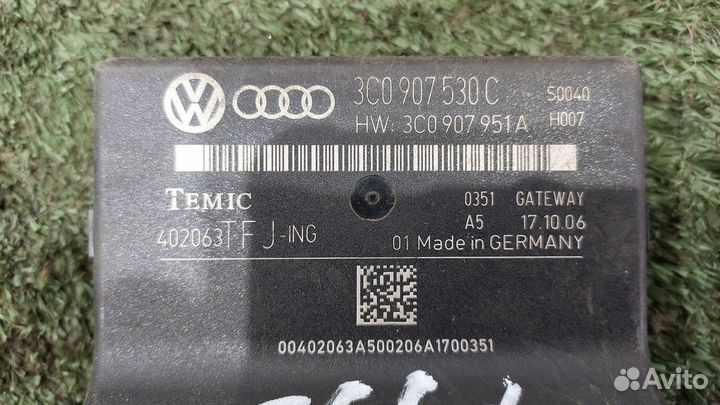 3C0 907 530 C S0040
HW: 3C0 907 951 A H007
TEMIC 0351 GATEWAY
402063TFJ-ING A5 17.10.06
01 Made in GERMANY
00402063A500206A1700351
Avito